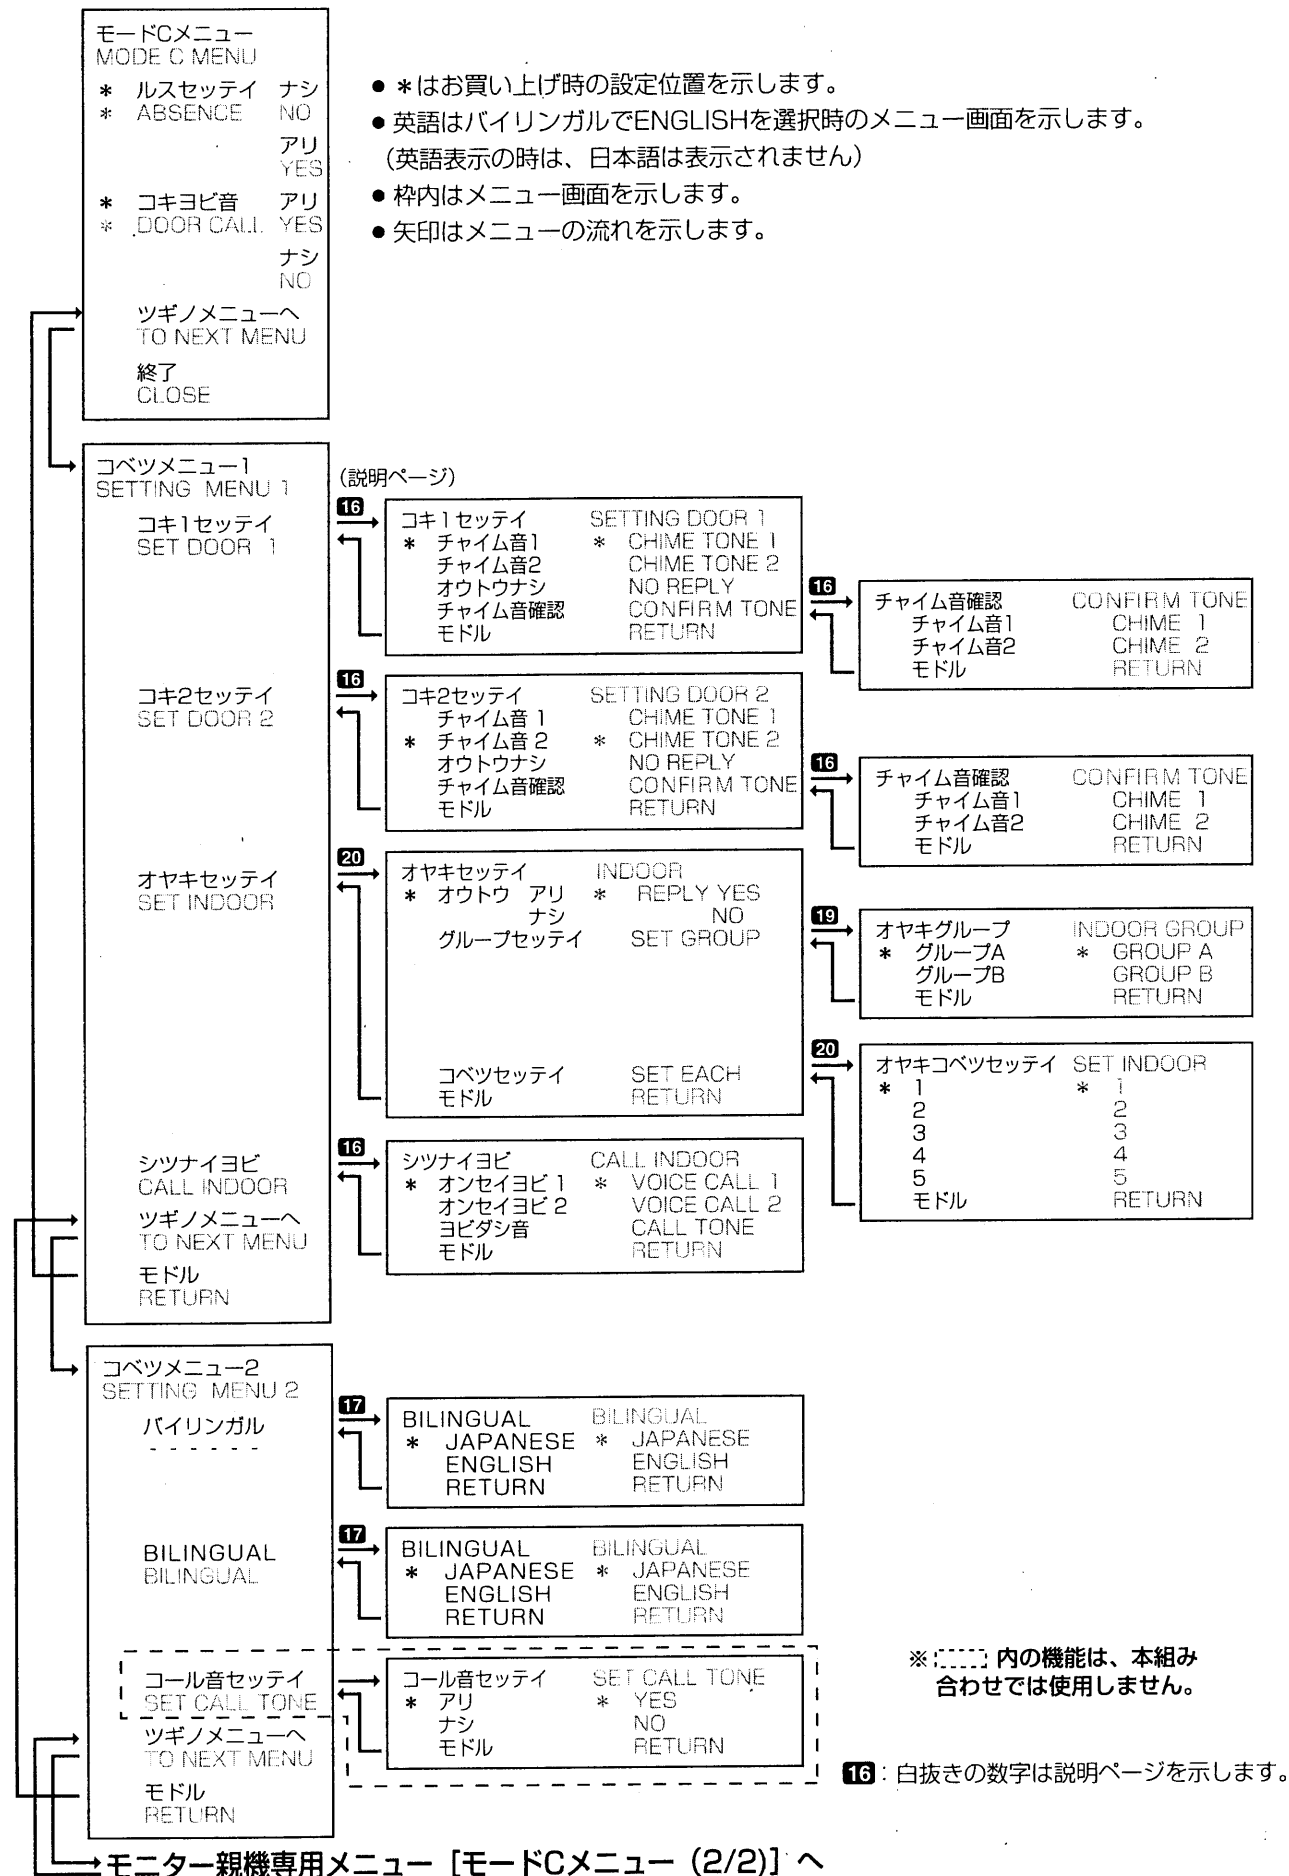 モードCメニュー
MODE C MENU
* ルスセッテイ ナシ
* ABSENCE NO
アリ
YES
* コキヨビ音 アリ
* DOOR CALL YES
ナシ
NO
ツギノメニューへ
TO NEXT MENU
終了
CLOSE
● *はお買い上げ時の設定位置を示します。
● 英語はバイリンガルでENGLISHを選択時のメニュー画面を示します。
(英語表示の時は、日本語は表示されません)
● 枠内はメニュー画面を示します。
● 矢印はメニューの流れを示します。
コベツメニュー1
SETTING MENU 1
(説明ページ)
コキ1セッテイ
SET DOOR 1
16
コキ1セッテイ SETTING DOOR 1
* チャイム音1 * CHIME TONE 1
チャイム音2 CHIME TONE 2
オウトウナシ NO REPLY
チャイム音確認 CONFIRM TONE
モドル RETURN
16
チャイム音確認 CONFIRM TONE
チャイム音1 CHIME 1
チャイム音2 CHIME 2
モドル RETURN
コキ2セッテイ
SET DOOR 2
16
コキ2セッテイ SETTING DOOR 2
チャイム音 1 CHIME TONE 1
* チャイム音 2 * CHIME TONE 2
オウトウナシ NO REPLY
チャイム音確認 CONFIRM TONE
モドル RETURN
16
チャイム音確認 CONFIRM TONE
チャイム音1 CHIME 1
チャイム音2 CHIME 2
モドル RETURN
オヤキセッテイ
SET INDOOR
20
オヤキセッテイ INDOOR
* オウトウ アリ * REPLY YES
ナシ NO
グループセッテイ SET GROUP
コベツセッテイ SET EACH
モドル RETURN
19
オヤキグループ INDOOR GROUP
* グループA * GROUP A
グループB GROUP B
モドル RETURN
20
オヤキコベツセッテイ SET INDOOR
* 1 * 1
2 2
3 3
4 4
5 5
モドル RETURN
シツナイヨビ
CALL INDOOR
16
シツナイヨビ CALL INDOOR
* オンセイヨビ 1 * VOICE CALL 1
オンセイヨビ 2 VOICE CALL 2
ヨビダシ音 CALL TONE
モドル RETURN
ツギノメニューへ
TO NEXT MENU
モドル
RETURN
コベツメニュー2
SETTING MENU 2
バイリンガル
- - - - - -
17
BILINGUAL BILINGUAL
* JAPANESE * JAPANESE
ENGLISH ENGLISH
RETURN RETURN
BILINGUAL
BILINGUAL
17
BILINGUAL BILINGUAL
* JAPANESE * JAPANESE
ENGLISH ENGLISH
RETURN RETURN
コール音セッテイ
SET CALL TONE
コール音セッテイ SET CALL TONE
* アリ * YES
ナシ NO
モドル RETURN
ツギノメニューへ
TO NEXT MENU
モドル
RETURN
※ 内の機能は、本組み
合わせでは使用しません。
16 : 白抜きの数字は説明ページを示します。
モニター親機専用メニュー [モードCメニュー(2/2)] へ